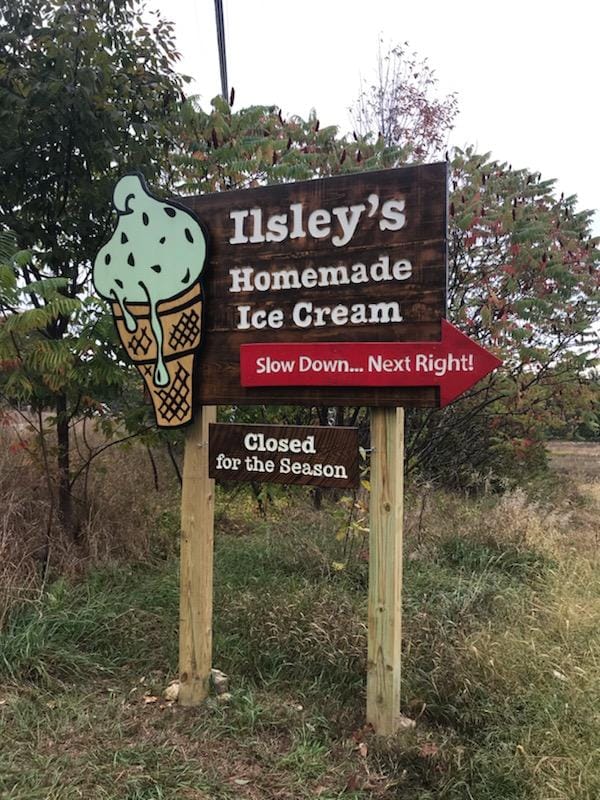 Ilsley's
Homemade
Ice Cream
Slow Down... Next Right!
Closed
for the Season